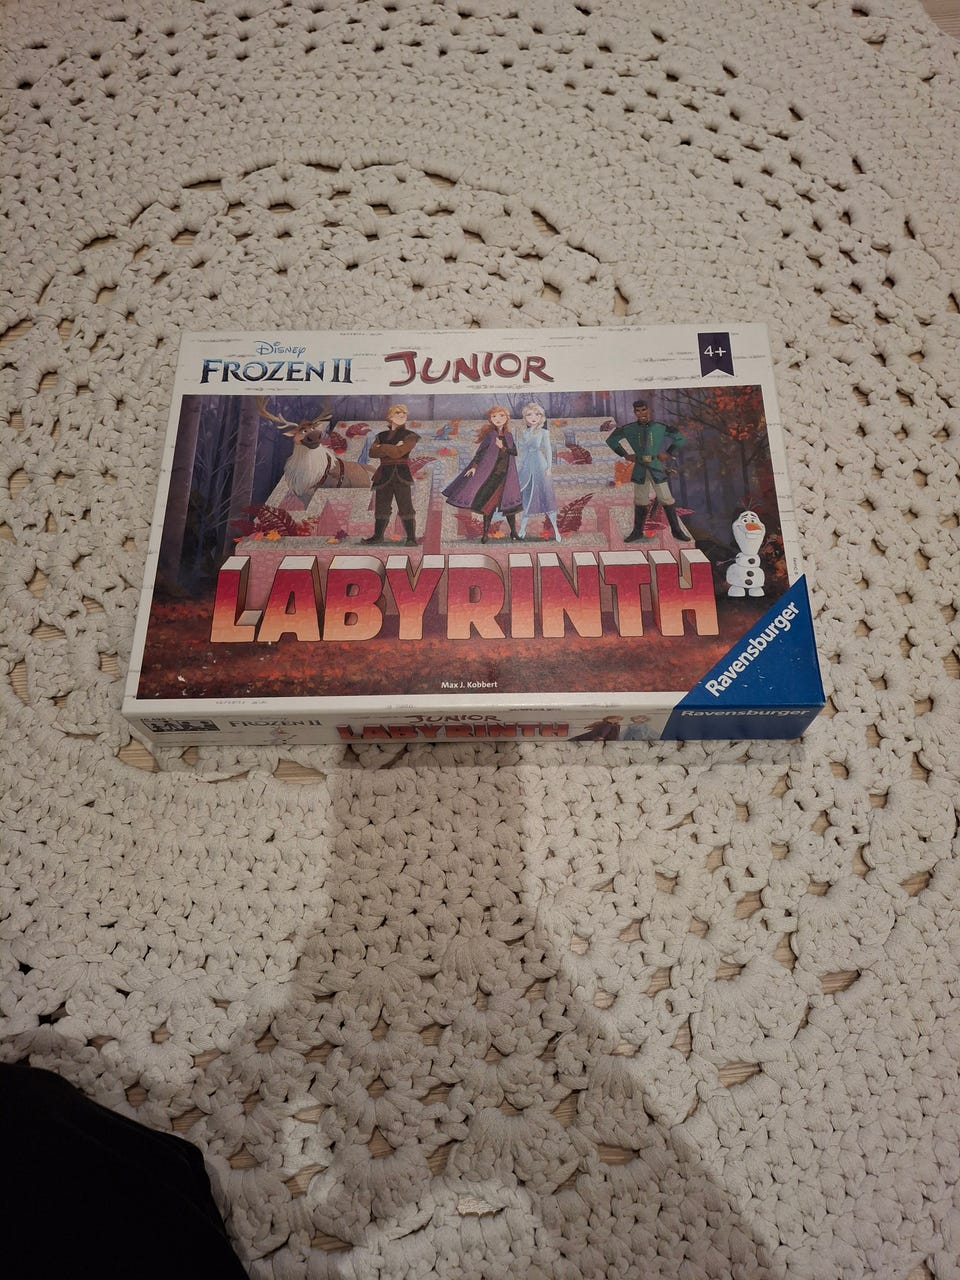 Disney
FROZEN II
JUNIOR
4+
LABYRINTH
Ravensburger
Max J. Kobbert
FROZEN II
JUNIOR
LABYRINTH
Ravensburger